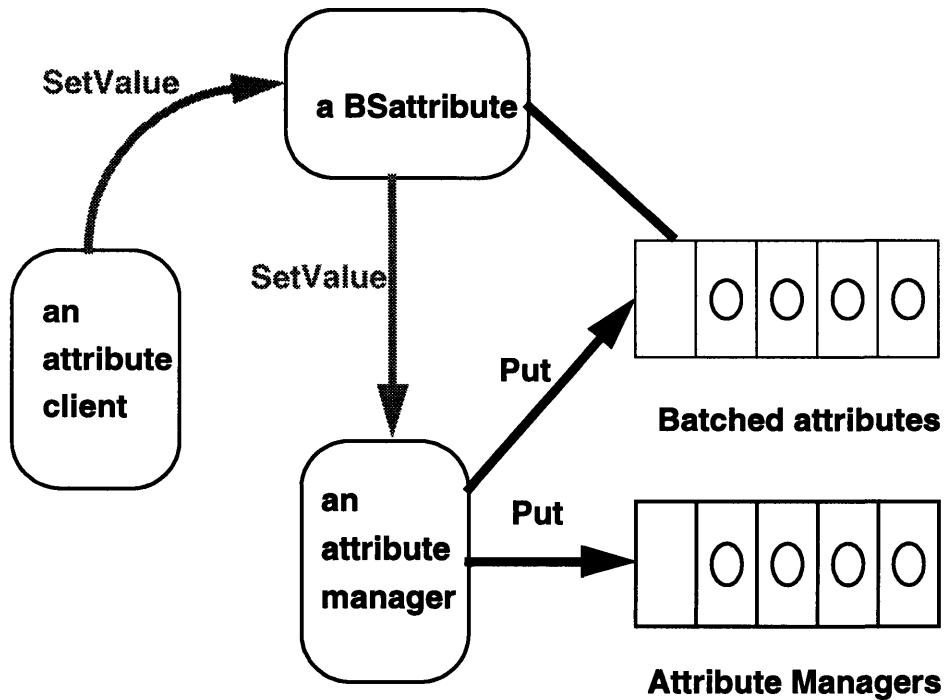 SetValue
a BSattribute
SetValue
an
attribute
client
Put
Batched attributes
an
attribute
manager
Put
Attribute Managers